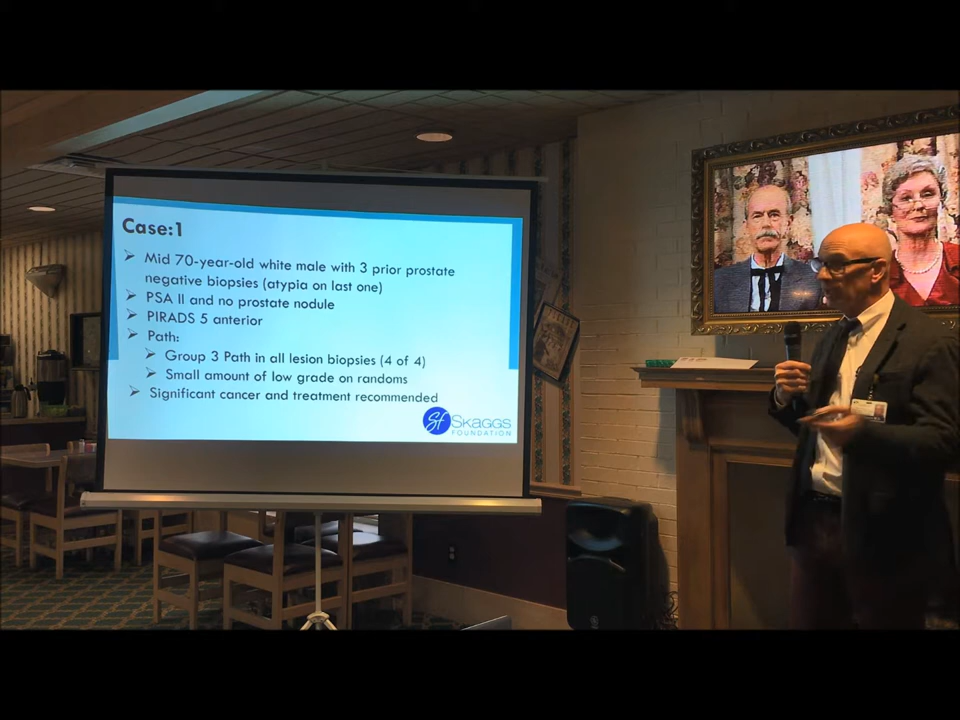 Case:1
Mid 70-year-old white male with 3 prior prostate
negative biopsies (atypia on last one)
PSA II and no prostate nodule
PIRADS 5 anterior
Path:
Group 3 Path in all lesion biopsies (4 of 4)
Small amount of low grade on randoms
Significant cancer and treatment recommended
Sf Skaggs
FOUNDATION